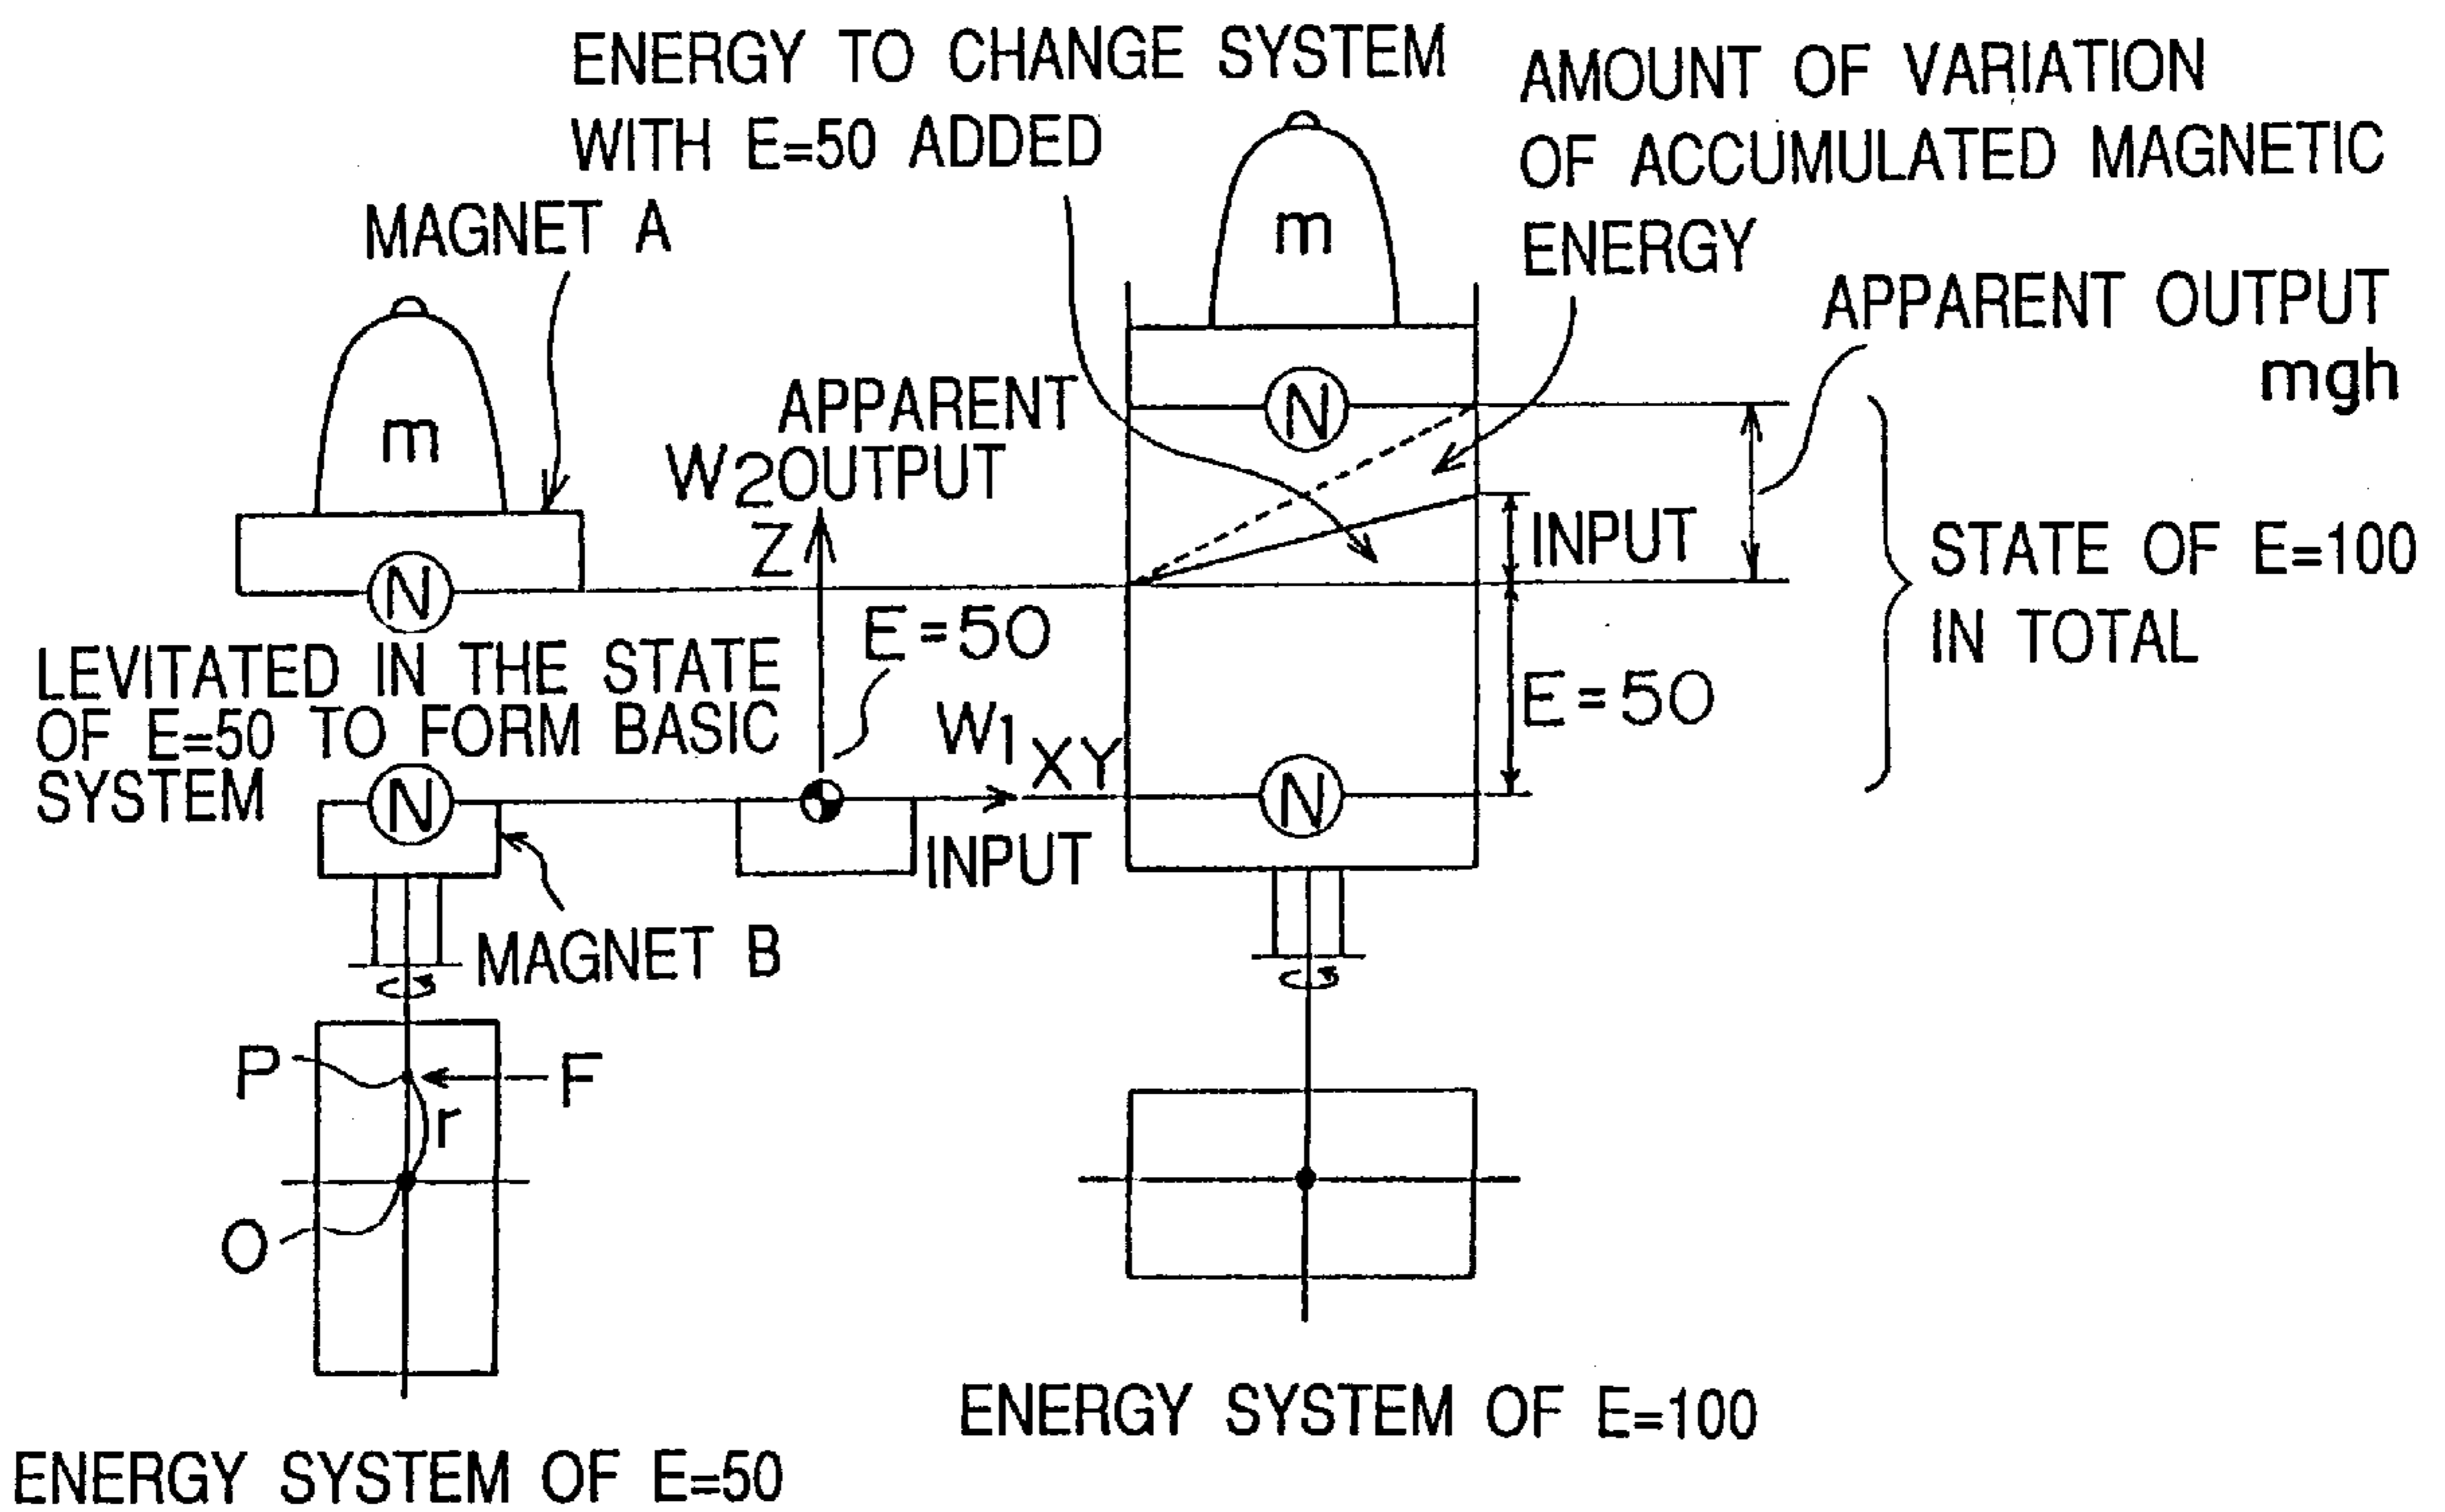 ENERGY TO CHANGE SYSTEM
WITH E=50 ADDED
AMOUNT OF VARIATION
OF ACCUMULATED MAGNETIC
ENERGY
MAGNET A
APPARENT OUTPUT
mgh
m
m
APPARENT
W2OUTPUT
Z
N
N
INPUT
STATE OF E=100
IN TOTAL
E=50
LEVITATED IN THE STATE
OF E=50 TO FORM BASIC
SYSTEM
E=50
W1
XY
N
N
INPUT
MAGNET B
P
F
r
O
ENERGY SYSTEM OF E=100
ENERGY SYSTEM OF E=50